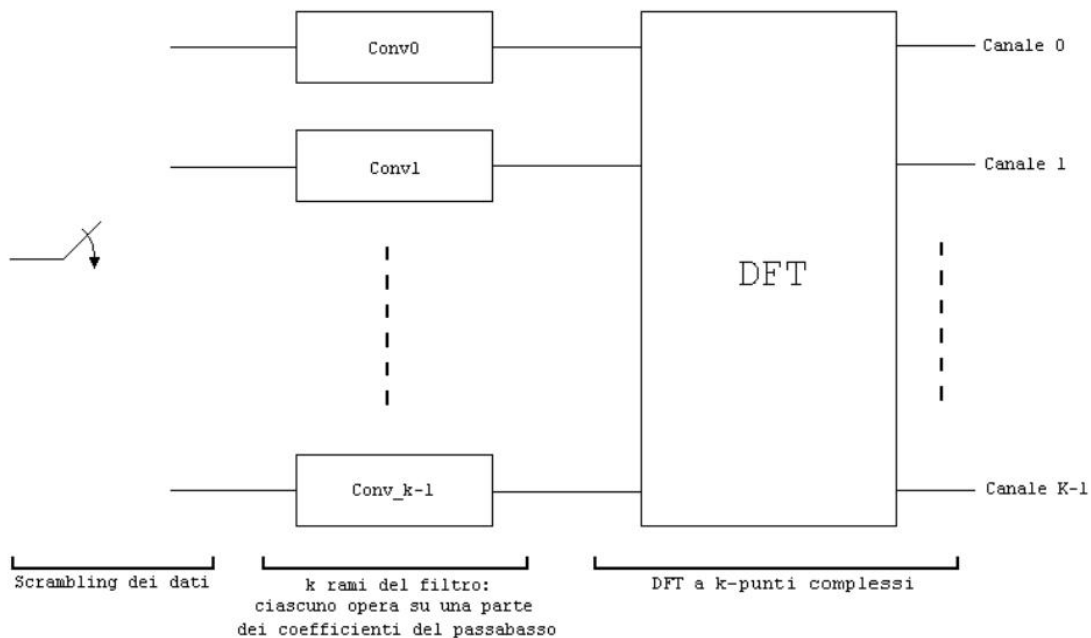 Conv0
Canale 0
Conv1
Canale 1
DFT
Conv_k-1
Canale K-1
Scrambling dei dati
k rami del filtro:
ciascuno opera su una parte
dei coefficienti del passabasso
DFT a k-punti complessi